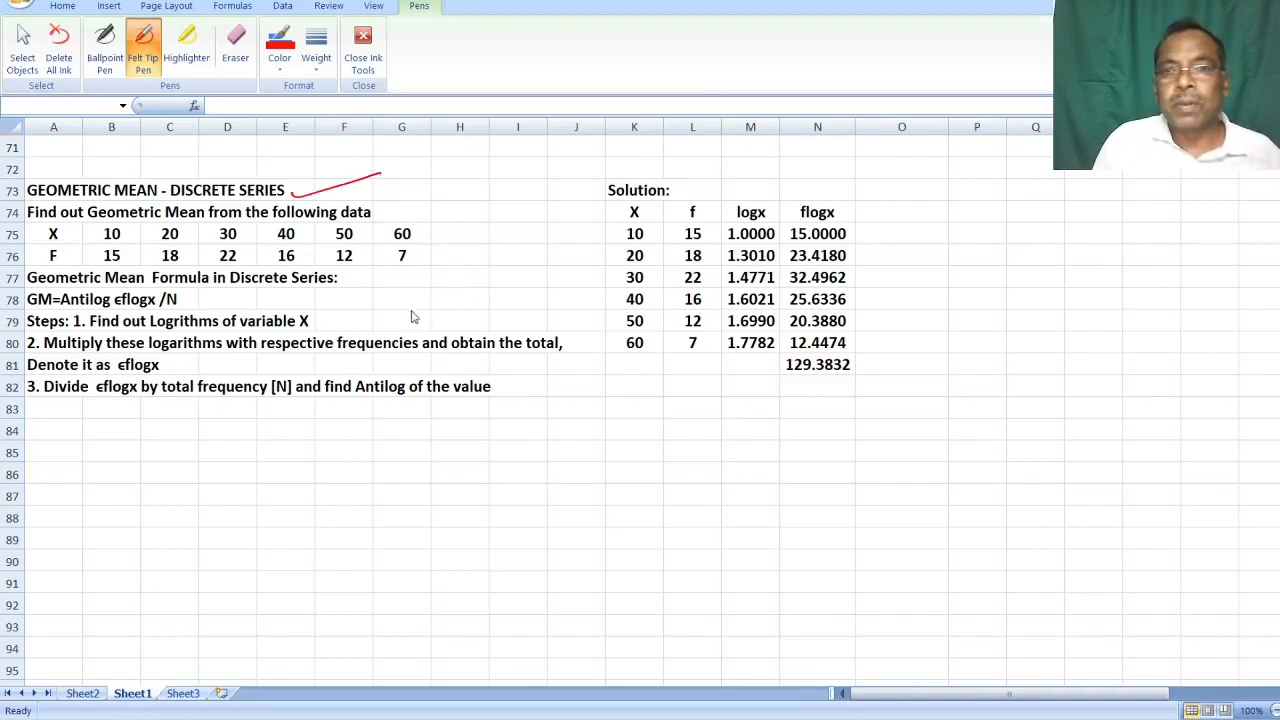 Home Insert Page Layout Formulas Data Review View Pens
Select Objects Delete All Ink Ballpoint Pen Felt Tip Pen Highlighter Eraser Color Weight Close Ink Tools
Select Pens Format Close
fx
A B C D E F G H I J K L M N O P Q
71
72
73 GEOMETRIC MEAN - DISCRETE SERIES Solution:
74 Find out Geometric Mean from the following data X f logx flogx
75 X 10 20 30 40 50 60 10 15 1.0000 15.0000
76 F 15 18 22 16 12 7 20 18 1.3010 23.4180
77 Geometric Mean Formula in Discrete Series: 30 22 1.4771 32.4962
78 GM=Antilog ϵflogx /N 40 16 1.6021 25.6336
79 Steps: 1. Find out Logrithms of variable X 50 12 1.6990 20.3880
80 2. Multiply these logarithms with respective frequencies and obtain the total, 60 7 1.7782 12.4474
81 Denote it as ϵflogx 129.3832
82 3. Divide ϵflogx by total frequency [N] and find Antilog of the value
83
84
85
86
87
88
89
90
91
92
93
94
95
Sheet2 Sheet1 Sheet3
Ready 100%